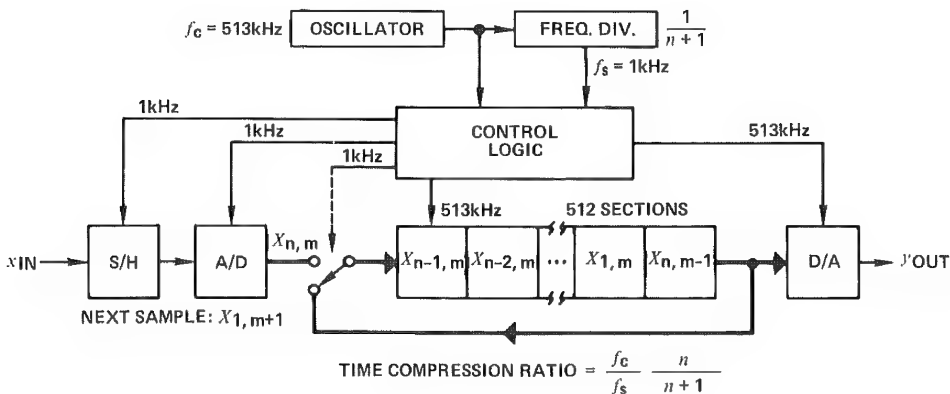 f_c = 513kHz
OSCILLATOR
FREQ. DIV.
1
n + 1
f_s = 1kHz
1kHz
1kHz
1kHz
CONTROL
LOGIC
513kHz
513kHz
512 SECTIONS
x_IN
S/H
A/D
X_n, m
X_n−1, m
X_n−2, m
•••
X_1, m
X_n, m−1
D/A
y_OUT
NEXT SAMPLE: X_1, m+1
TIME COMPRESSION RATIO = f_c / f_s n / n + 1